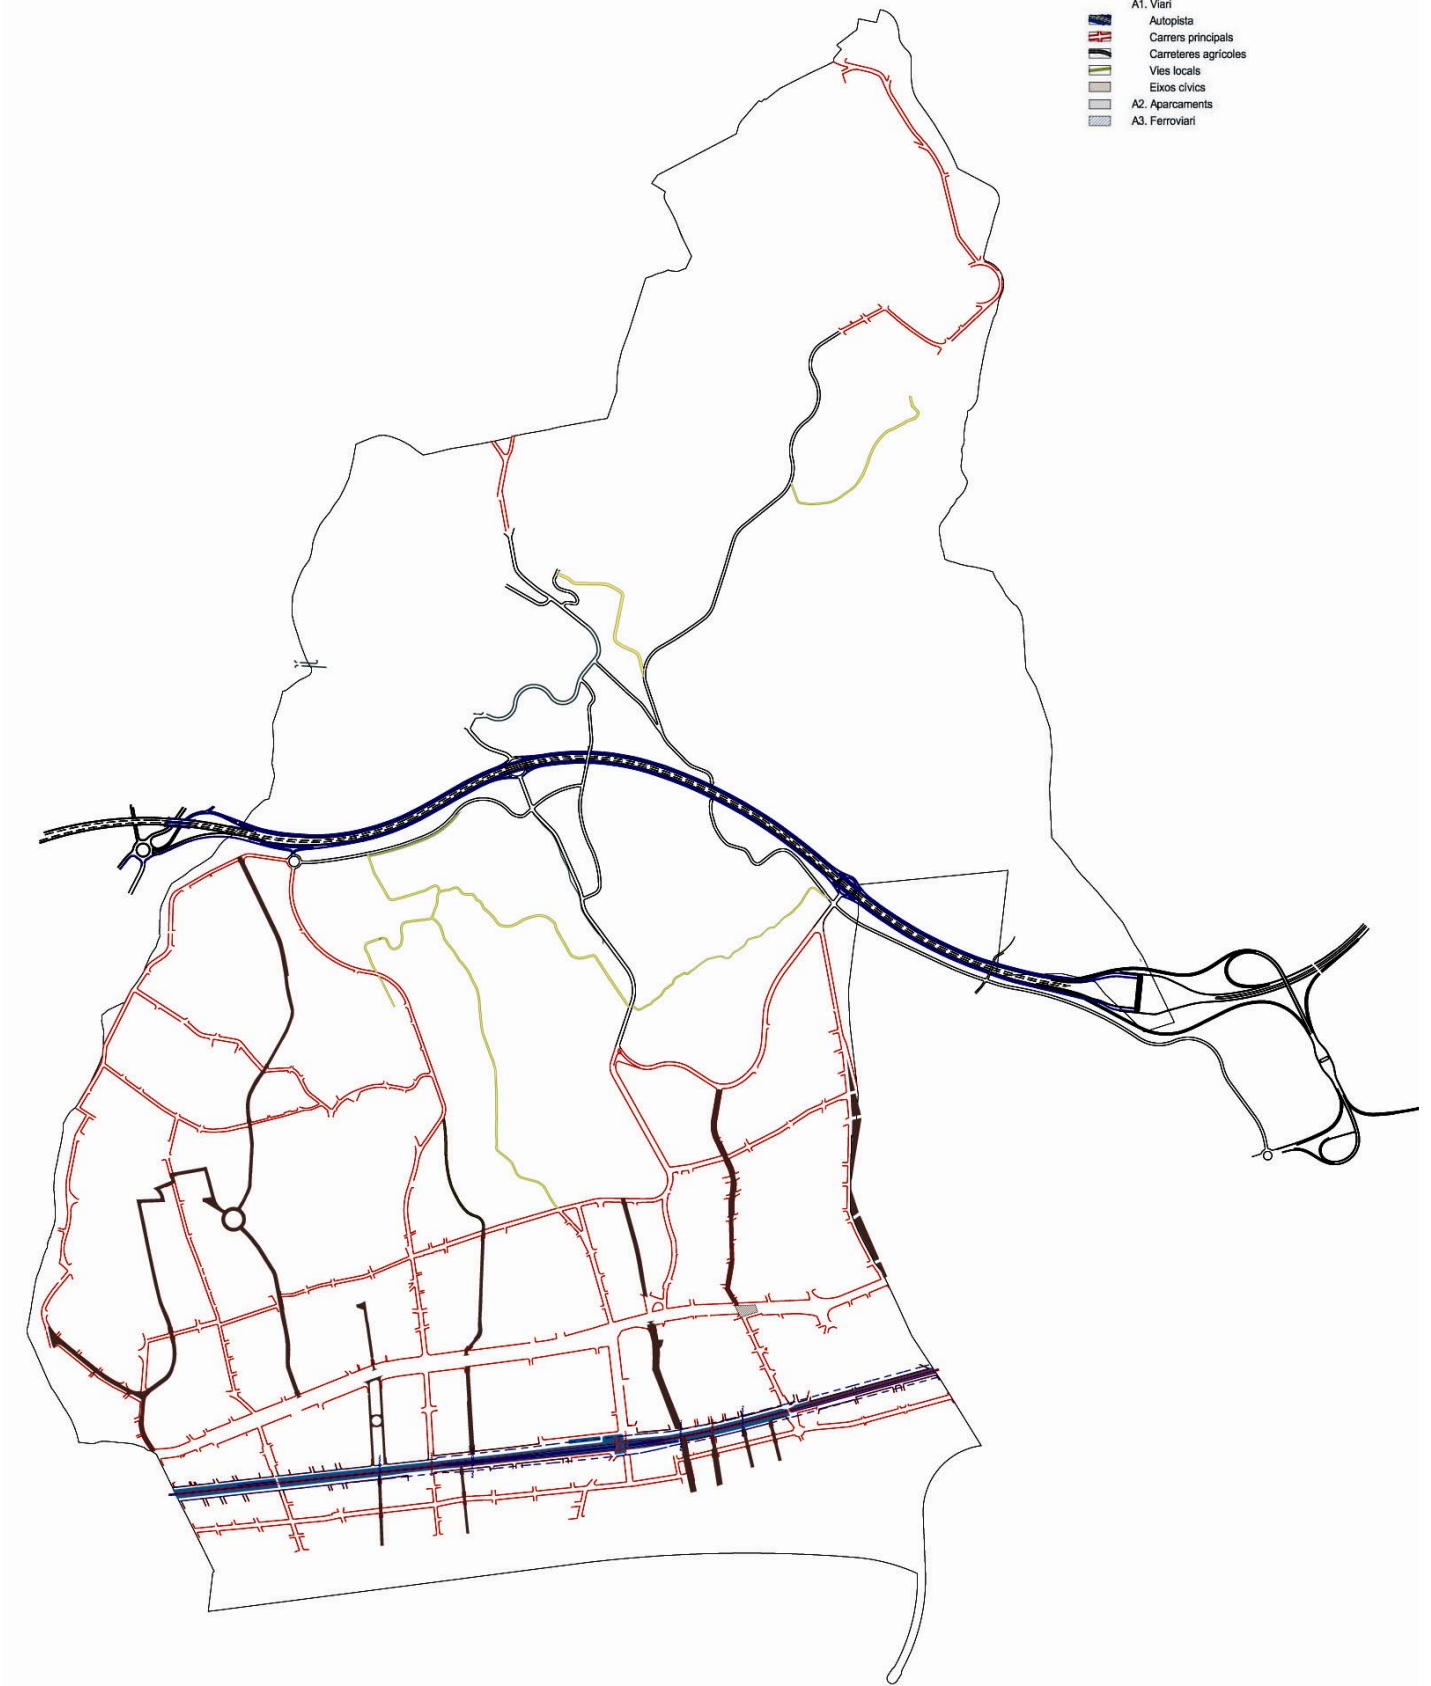 A1. Viari
Autopista
Carrers principals
Carreteres agrícoles
Vies locals
Eixos cívics
A2. Aparcaments
A3. Ferroviari